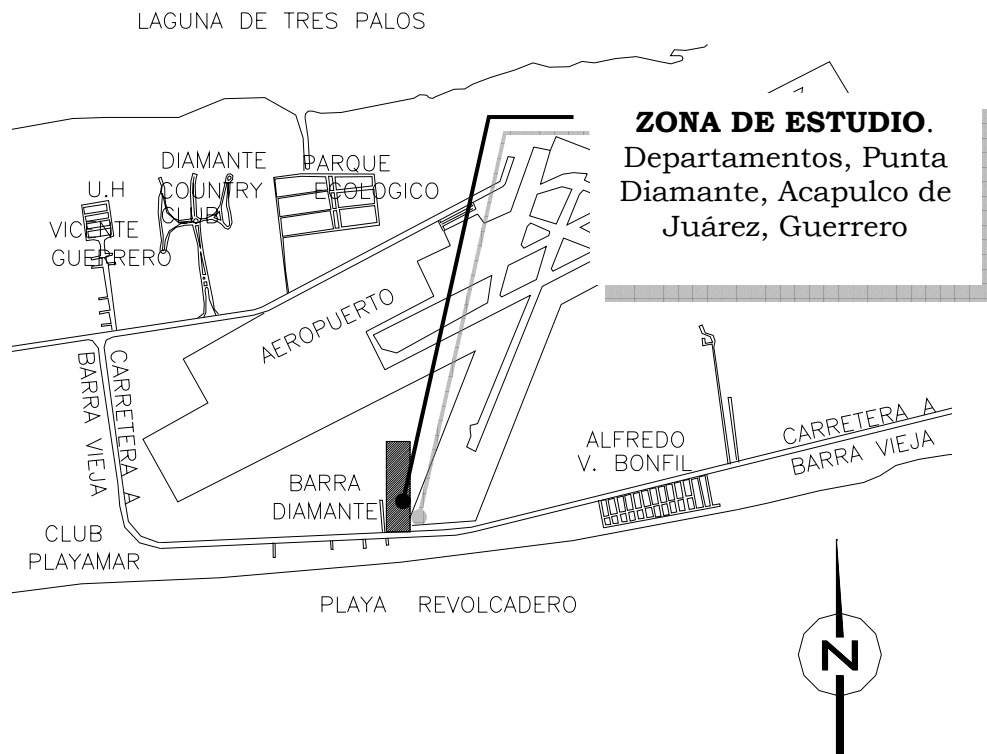 LAGUNA DE TRES PALOS
ZONA DE ESTUDIO.
Departamentos, Punta
Diamante, Acapulco de
Juárez, Guerrero
DIAMANTE
COUNTRY
CLUB
PARQUE
ECOLOGICO
U.H
VICENTE
GUERRERO
AEROPUERTO
CARRETERA A
BARRA VIEJA
ALFREDO
V. BONFIL
CARRETERA A
BARRA VIEJA
BARRA
DIAMANTE
CLUB
PLAYAMAR
PLAYA REVOLCADERO
N